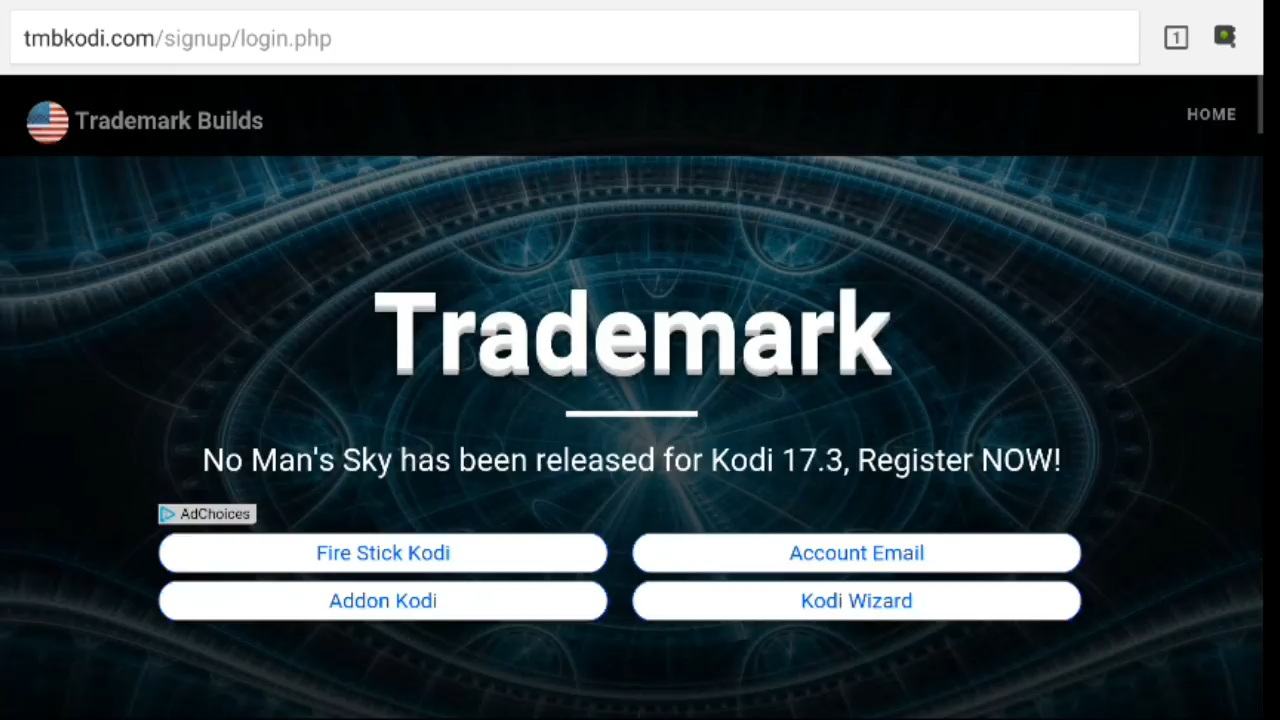 tmbkodi.com/signup/login.php
1
Trademark Builds
HOME
Trademark
No Man's Sky has been released for Kodi 17.3, Register NOW!
AdChoices
Fire Stick Kodi
Account Email
Addon Kodi
Kodi Wizard